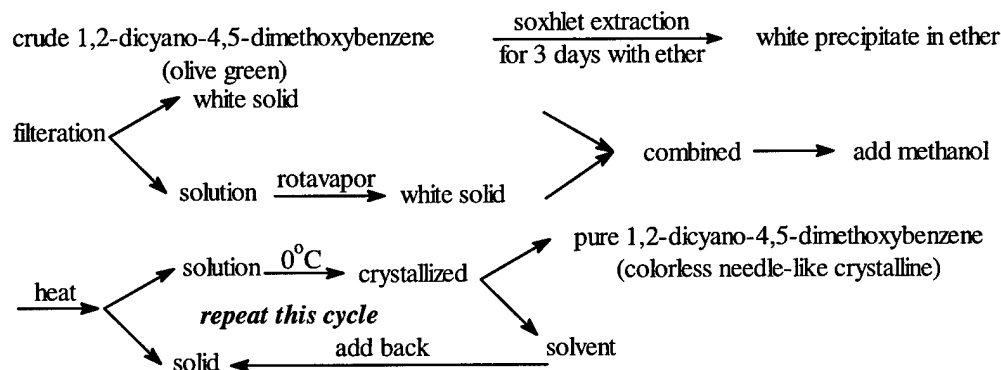 crude 1,2-dicyano-4,5-dimethoxybenzene
(olive green)
soxhlet extraction
for 3 days with ether
white precipitate in ether
filteration
white solid
solution
rotavapor
white solid
combined
add methanol
heat
solution
0°C
crystallized
pure 1,2-dicyano-4,5-dimethoxybenzene
(colorless needle-like crystalline)
repeat this cycle
solid
add back
solvent